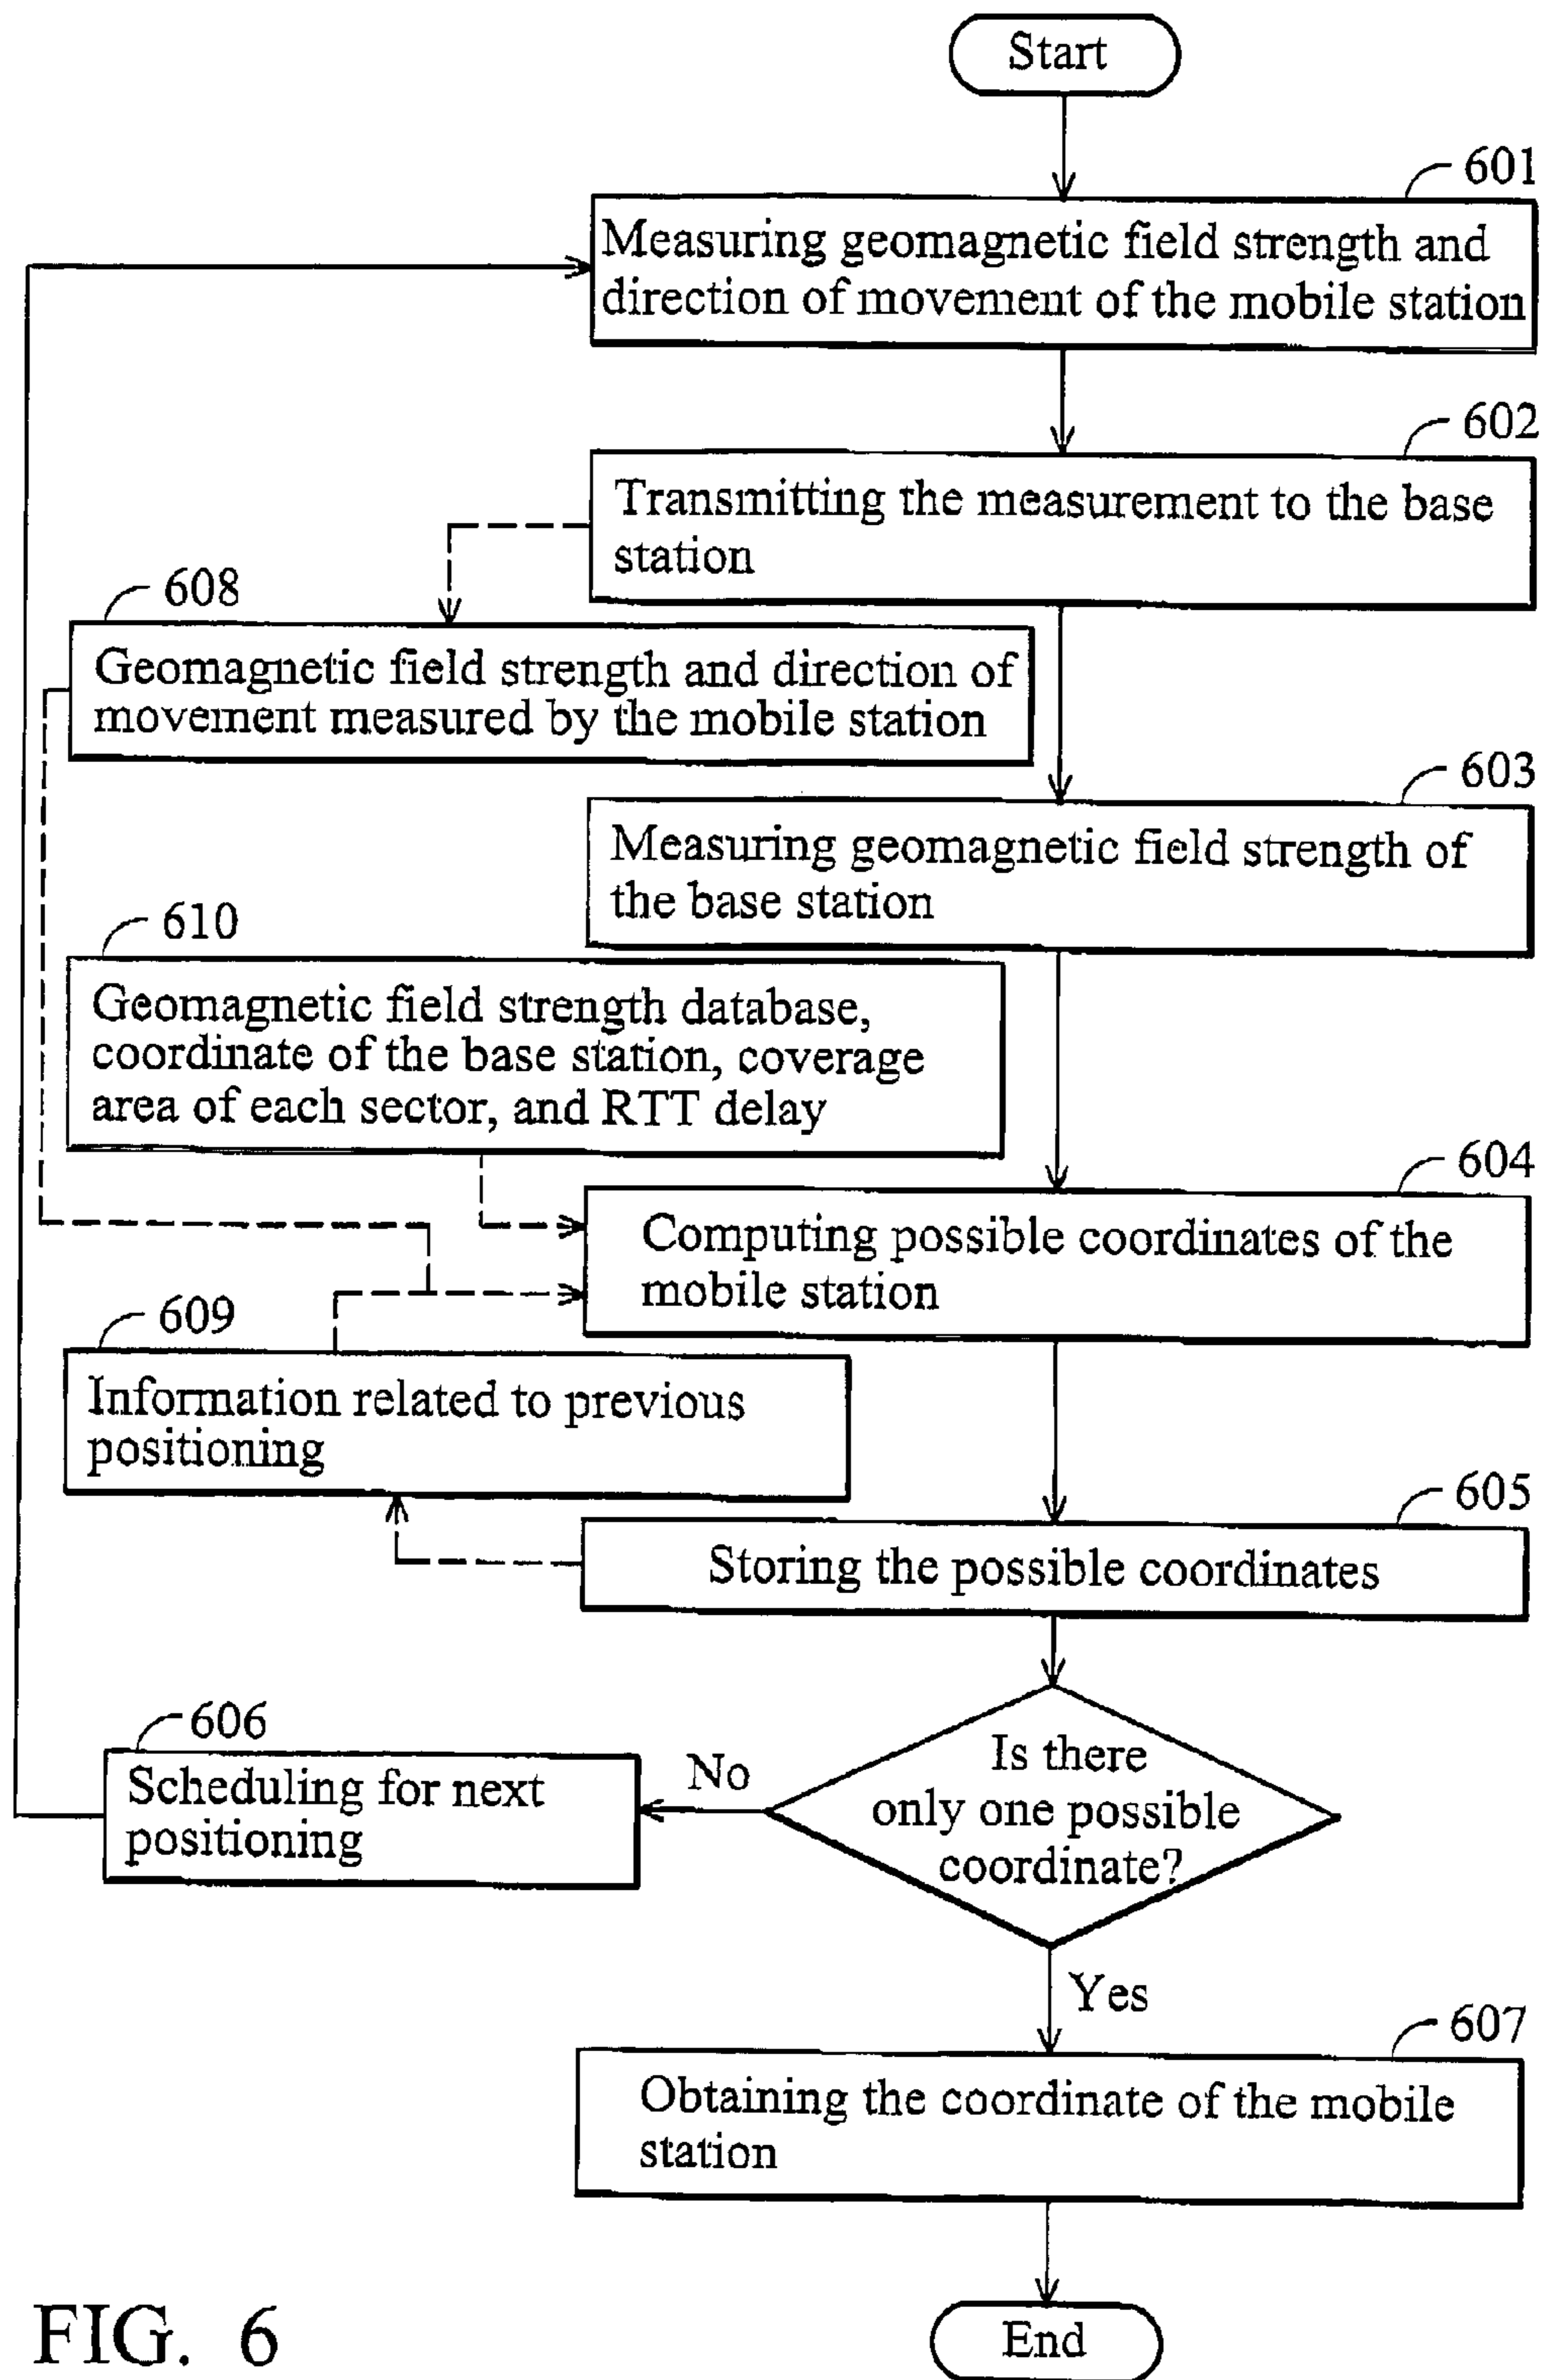 Start
601
Measuring geomagnetic field strength and
direction of movement of the mobile station
602
Transmitting the measurement to the base
station
608
Geomagnetic field strength and direction of
movement measured by the mobile station
603
Measuring geomagnetic field strength of
the base station
610
Geomagnetic field strength database,
coordinate of the base station, coverage
area of each sector, and RTT delay
604
Computing possible coordinates of the
mobile station
609
Information related to previous
positioning
605
Storing the possible coordinates
606
Scheduling for next
positioning
No
Is there
only one possible
coordinate?
Yes
607
Obtaining the coordinate of the mobile
station
End
FIG. 6